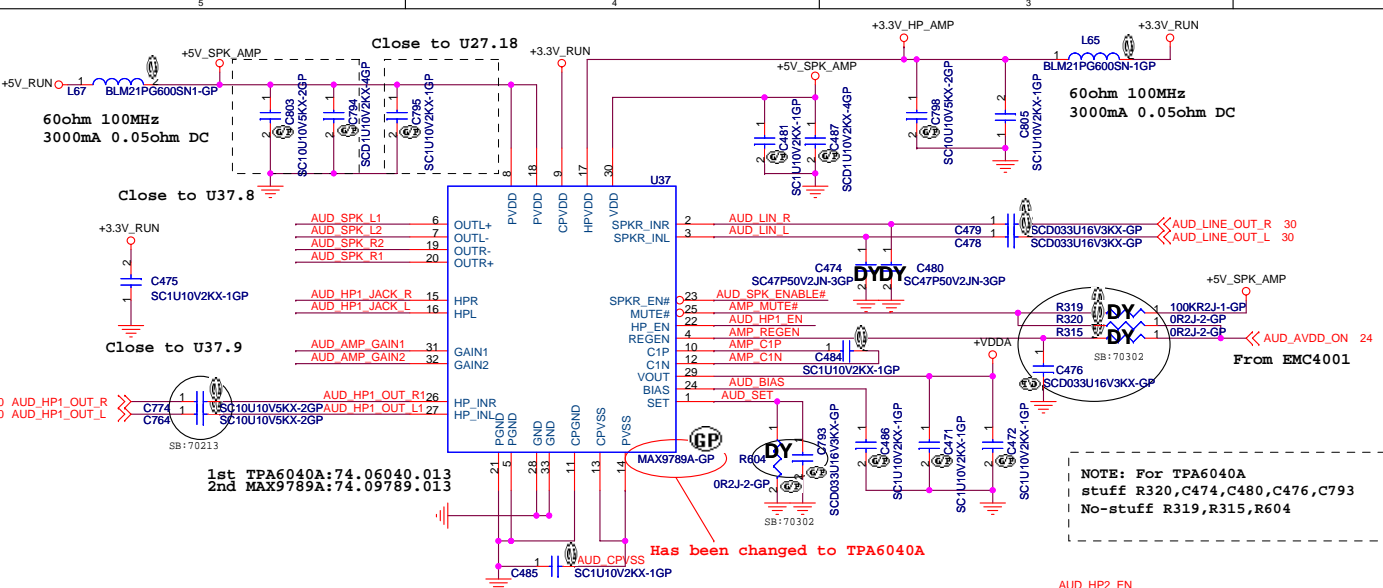 5
4
3
+5V_RUN
L67
1
2
BLM21PG600SN1-GP
60ohm 100MHz
3000mA 0.05ohm DC
+5V_SPK_AMP
Close to U27.18
C803
SC10U10V5KX-2GP
C794
SCD1U10V2KX-4GP
C795
SC1U10V2KX-1GP
Close to U37.8
+3.3V_RUN
+5V_SPK_AMP
C481
SC1U10V2KX-1GP
C487
SCD1U10V2KX-4GP
+3.3V_HP_AMP
+3.3V_RUN
L65
1
2
BLM21PG600SN-1GP
60ohm 100MHz
3000mA 0.05ohm DC
C798
SC10U10V5KX-2GP
C805
SC1U10V2KX-1GP
+3.3V_RUN
2
1
C475
SC1U10V2KX-1GP
Close to U37.9
U37
8 PVDD
18 PVDD
9 CPVDD
17 HPVDD
30 VDD
AUD_SPK_L1 6 OUTL+
AUD_SPK_L2 7 OUTL-
AUD_SPK_R2 19 OUTR-
AUD_SPK_R1 20 OUTR+
AUD_HP1_JACK_R 15 HPR
AUD_HP1_JACK_L 16 HPL
AUD_AMP_GAIN1 31 GAIN1
AUD_AMP_GAIN2 32 GAIN2
AUD_HP1_OUT_R1 26 HP_INR
AUD_HP1_OUT_L1 27 HP_INL
AUD_HP1_OUT_R
AUD_HP1_OUT_L
C774
C764
SC10U10V5KX-2GP
SC10U10V5KX-2GP
SB:70213
SPKR_INR 2 AUD_LIN_R
SPKR_INL 3 AUD_LIN_L
C479
C478
SCD033U16V3KX-GP
SCD033U16V3KX-GP
AUD_LINE_OUT_R 30
AUD_LINE_OUT_L 30
C474
SC47P50V2JN-3GP
DY
DY
C480
SC47P50V2JN-3GP
SPKR_EN# 23 AUD_SPK_ENABLE#
MUTE# 25 AMP_MUTE#
HP_EN 22 AUD_HP1_EN
REGEN 4 AMP_REGEN
C1P 10 AMP_C1P
C1N 12 AMP_C1N
VOUT 29
BIAS 24 AUD_BIAS
SET 1 AUD_SET
C484
SC1U10V2KX-1GP
+VDDA
+5V_SPK_AMP
R319
R320
R315
DY
DY
100KR2J-1-GP
0R2J-2-GP
0R2J-2-GP
SB:70302
AUD_AVDD_ON 24
From EMC4001
C476
SCD033U16V3KX-GP
21 PGND
5 PGND
28 GND
33 GND
11 CPGND
13 CPVSS
14 PVSS
MAX9789A-GP
GP
R604
DY
0R2J-2-GP
C793
SCD033U16V3KX-GP
SB:70302
C486
SC1U10V2KX-1GP
C471
SC1U10V2KX-1GP
C472
SC1U10V2KX-1GP
1st TPA6040A:74.06040.013
2nd MAX9789A:74.09789.013
NOTE: For TPA6040A
stuff R320,C474,C480,C476,C793
No-stuff R319,R315,R604
Has been changed to TPA6040A
C485
AUD_CPVSS
SC1U10V2KX-1GP
AUD_HP2_EN